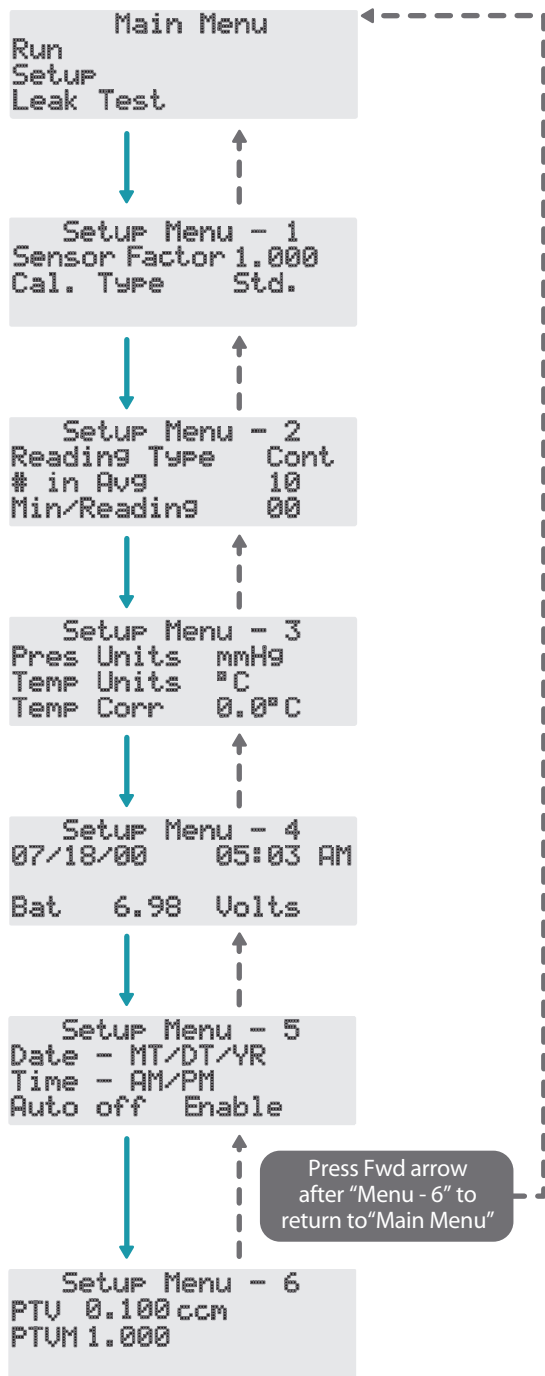 Main Menu
Run
Setup
Leak Test
Setup Menu - 1
Sensor Factor 1.000
Cal. Type Std.
Setup Menu - 2
Reading Type Cont
# in Avg 10
Min/Reading 00
Setup Menu - 3
Pres Units mmHg
Temp Units °C
Temp Corr 0.0°C
Setup Menu - 4
07/18/00 05:03 AM
Bat 6.98 Volts
Setup Menu - 5
Date - MT/DT/YR
Time - AM/PM
Auto off Enable
Press Fwd arrow
after “Menu - 6” to
return to“Main Menu”
Setup Menu - 6
PTV 0.100 ccm
PTVM 1.000